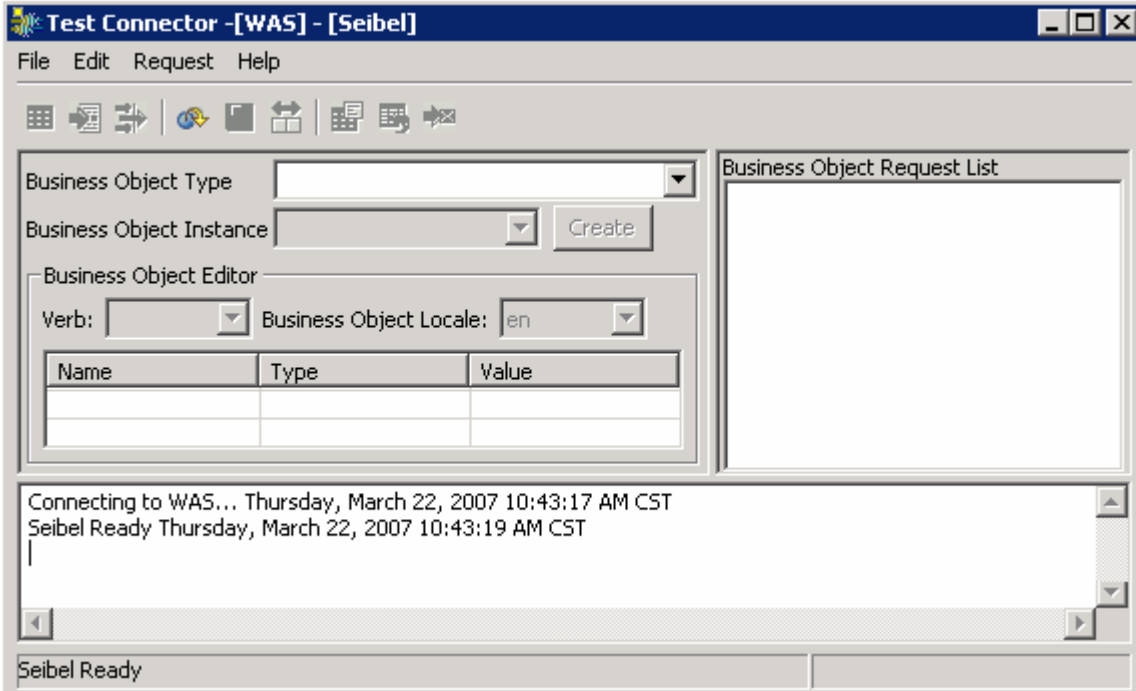 Test Connector -[WAS] - [Seibel]
File Edit Request Help
Business Object Type
Business Object Request List
Business Object Instance Create
Business Object Editor
Verb: Business Object Locale: en
Name Type Value
Connecting to WAS... Thursday, March 22, 2007 10:43:17 AM CST
Seibel Ready Thursday, March 22, 2007 10:43:19 AM CST
Seibel Ready